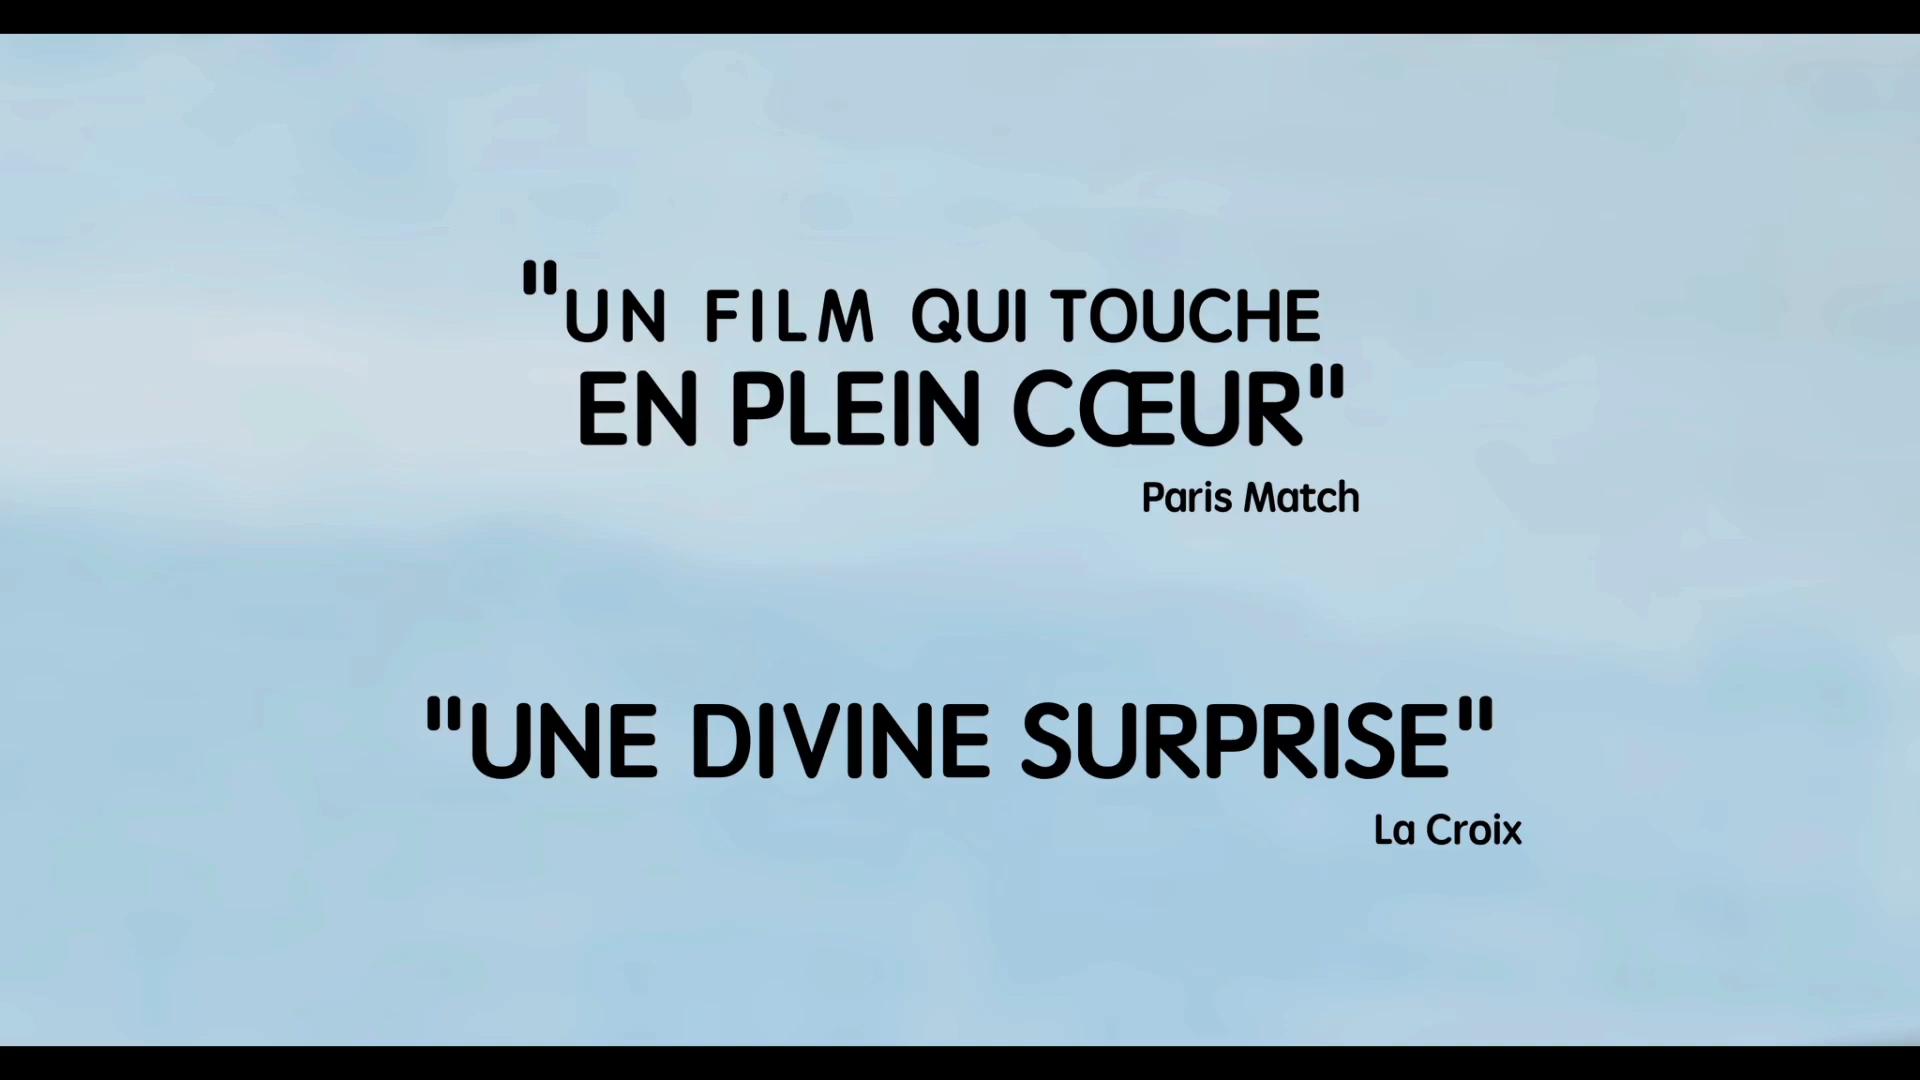 "UN FILM QUI TOUCHE
EN PLEIN CŒUR"
Paris Match
"UNE DIVINE SURPRISE"
La Croix